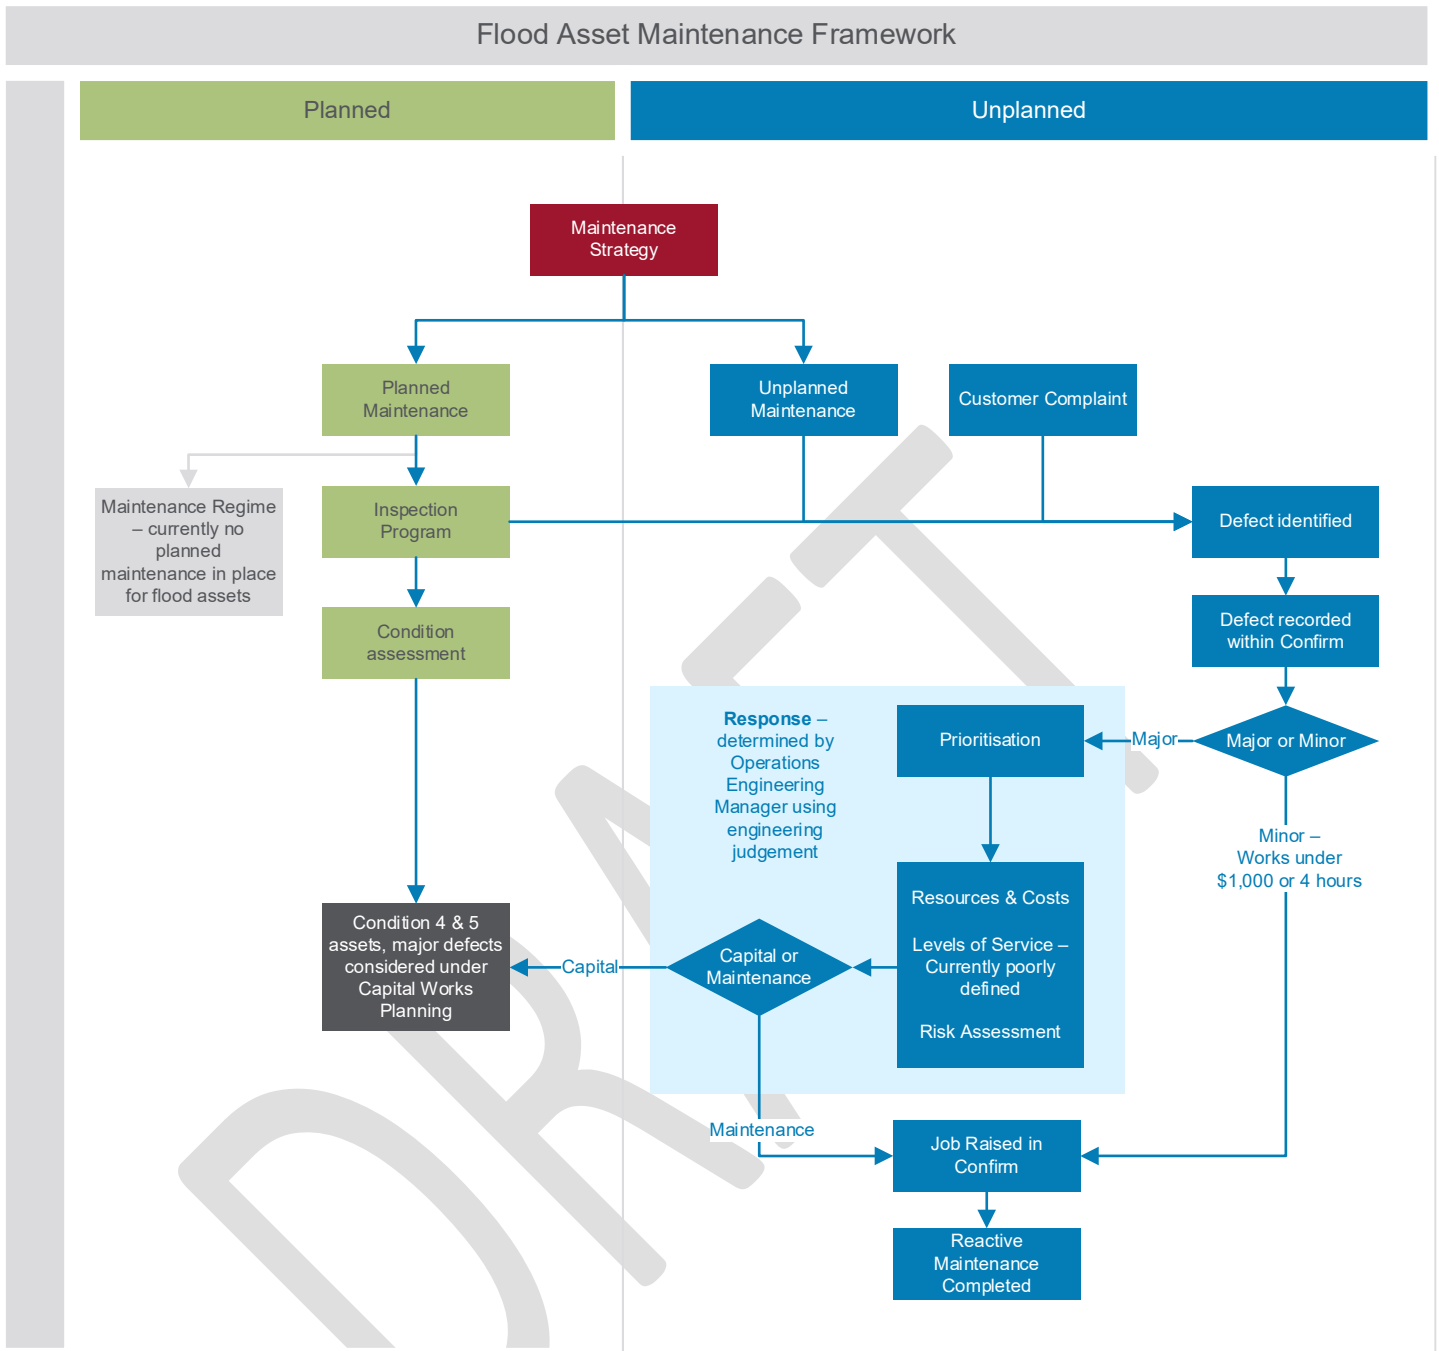 Flood Asset Maintenance Framework
Planned
Unplanned
Maintenance
Strategy
Planned
Maintenance
Unplanned
Maintenance
Customer Complaint
Maintenance Regime
– currently no
planned
maintenance in place
for flood assets
Inspection
Program
Defect identified
Condition
assessment
Defect recorded
within Confirm
Response –
determined by
Operations
Engineering
Manager using
engineering
judgement
Prioritisation
Major
Major or Minor
Minor –
Works under
$1,000 or 4 hours
Resources & Costs
Levels of Service –
Currently poorly
defined
Risk Assessment
Capital or
Maintenance
Capital
Condition 4 & 5
assets, major defects
considered under
Capital Works
Planning
Maintenance
Job Raised in
Confirm
Reactive
Maintenance
Completed
DRAFT